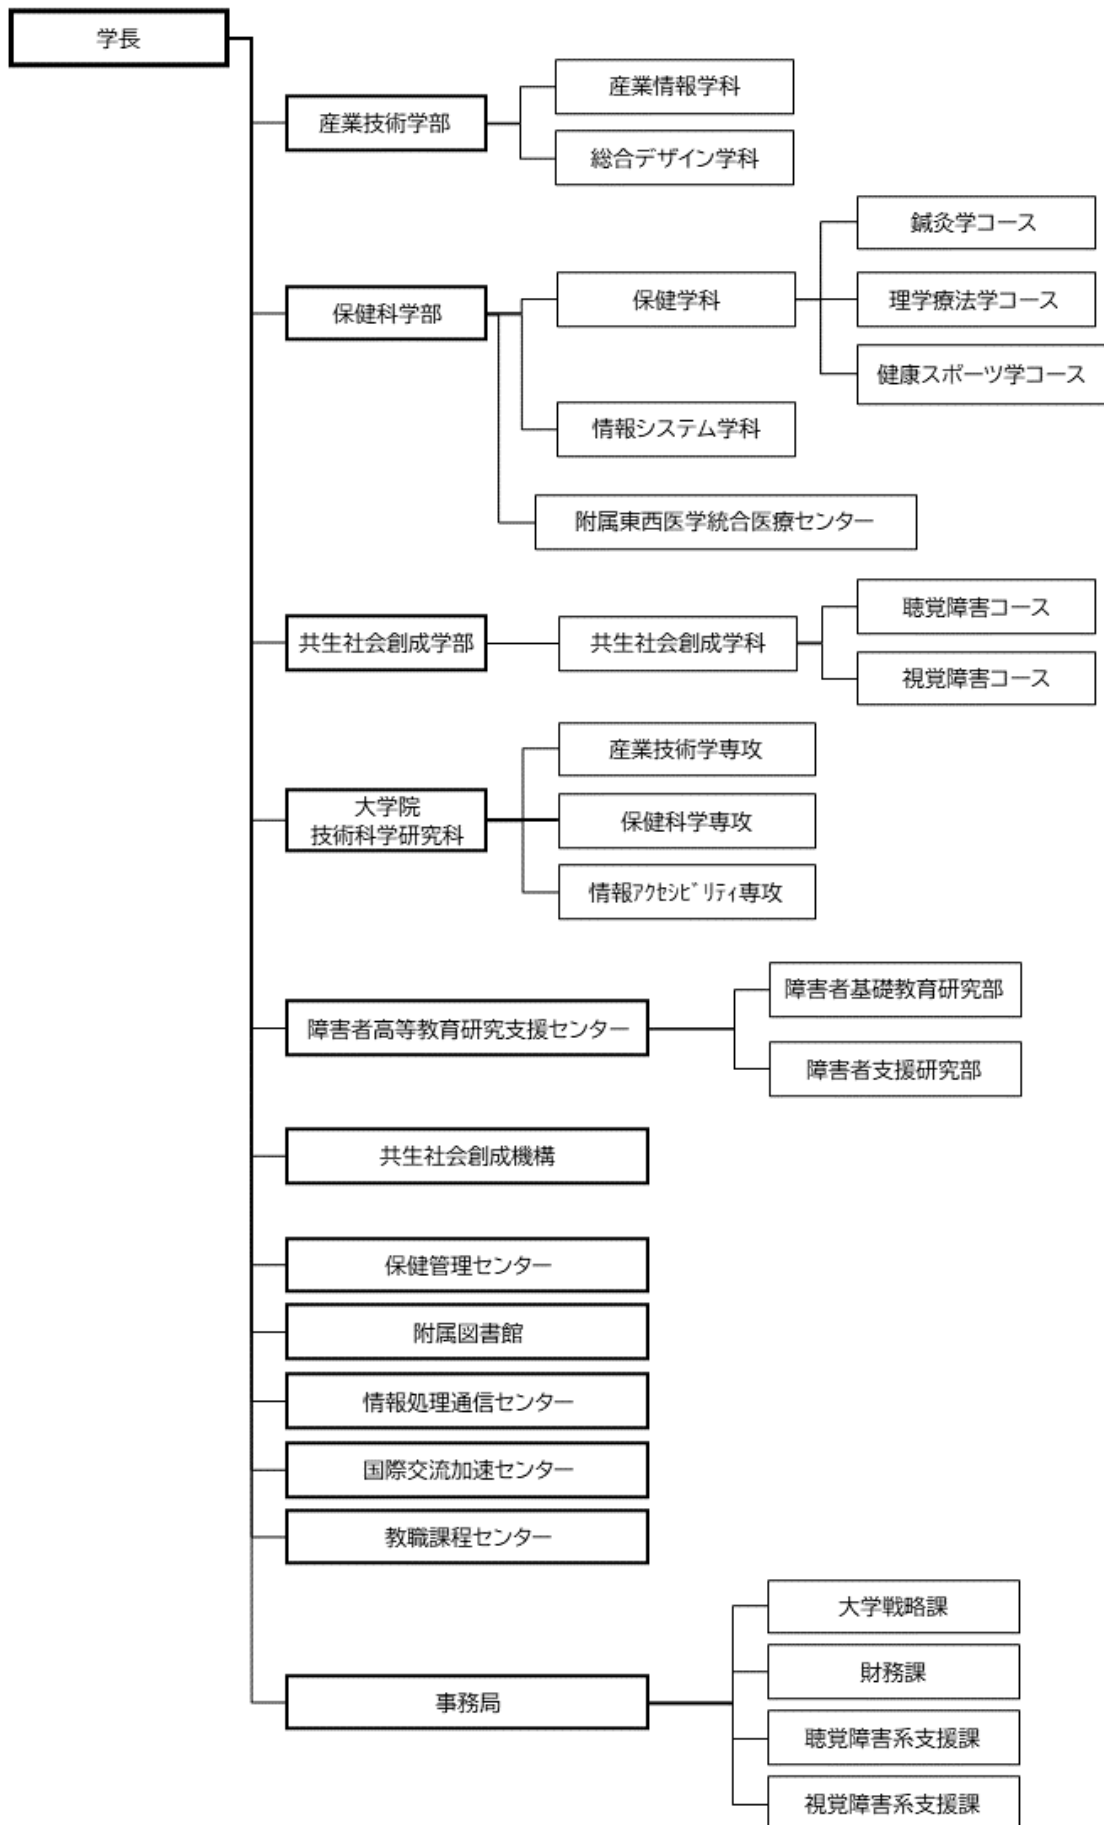 学長
産業技術学部
産業情報学科
総合デザイン学科
保健科学部
保健学科
鍼灸学コース
理学療法学コース
健康スポーツ学コース
情報システム学科
附属東西医学統合医療センター
共生社会創成学部
共生社会創成学科
聴覚障害コース
視覚障害コース
大学院
技術科学研究科
産業技術学専攻
保健科学専攻
情報ｱｸｾｼﾋﾞﾘﾃｨ専攻
障害者高等教育研究支援センター
障害者基礎教育研究部
障害者支援研究部
共生社会創成機構
保健管理センター
附属図書館
情報処理通信センター
国際交流加速センター
教職課程センター
事務局
大学戦略課
財務課
聴覚障害系支援課
視覚障害系支援課